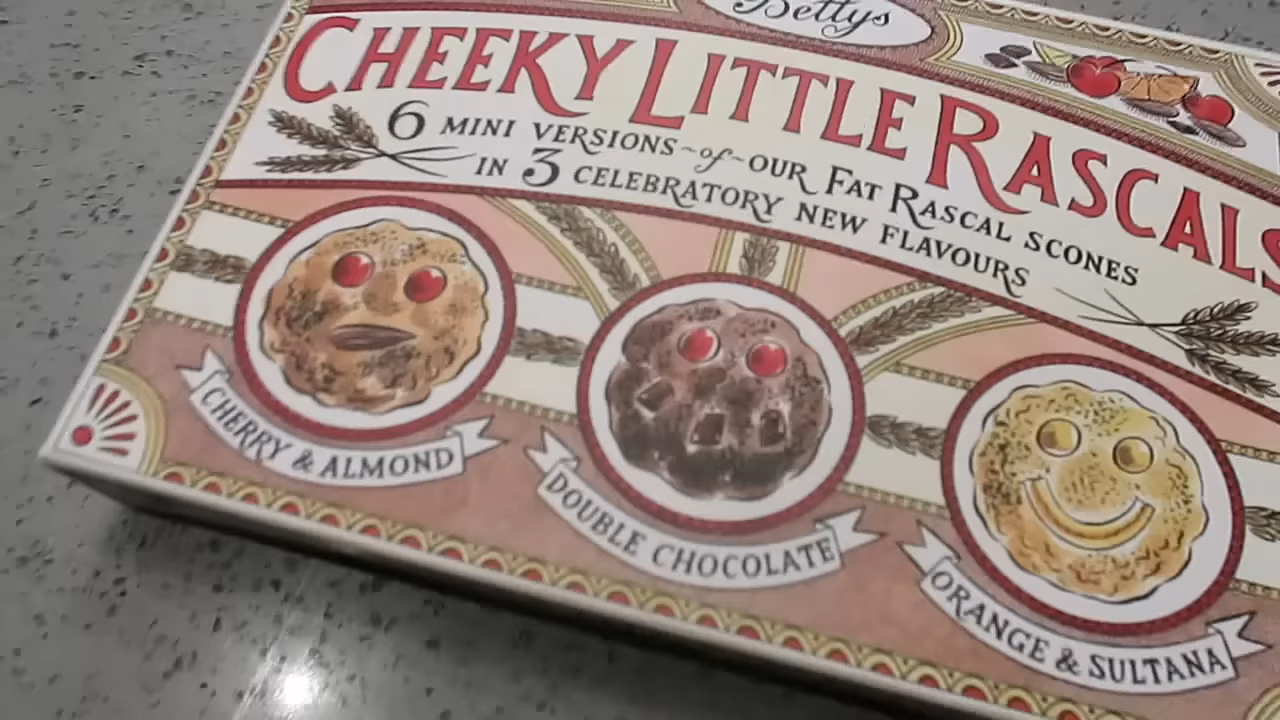 Bettys
CHEEKY LITTLE RASCALS
6 MINI VERSIONS ~of~ OUR FAT RASCAL SCONES
IN 3 CELEBRATORY NEW FLAVOURS
CHERRY & ALMOND
DOUBLE CHOCOLATE
ORANGE & SULTANA